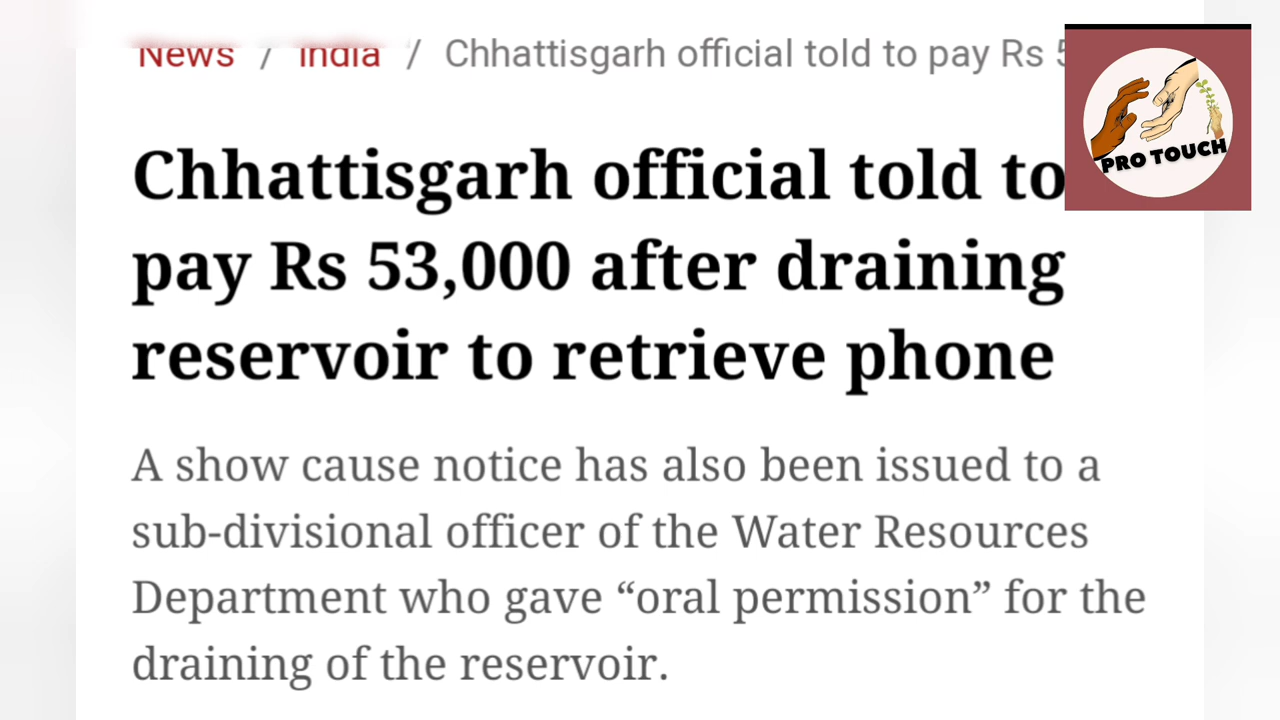 News / India / Chhattisgarh official told to pay Rs
Chhattisgarh official told to
pay Rs 53,000 after draining
reservoir to retrieve phone
A show cause notice has also been issued to a
sub-divisional officer of the Water Resources
Department who gave “oral permission” for the
draining of the reservoir.
PRO TOUCH